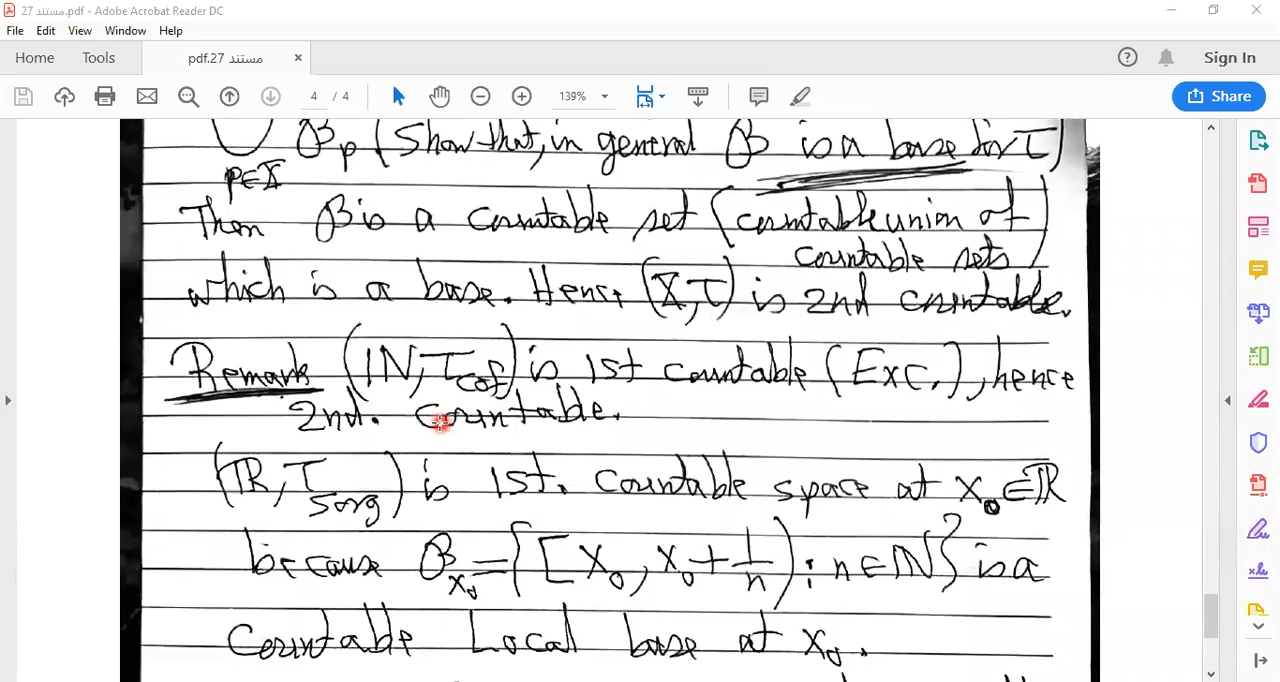 27 مستند.pdf - Adobe Acrobat Reader DC
File Edit View Window Help
Home Tools 27 مستند.pdf × Sign In
4 / 4 139% Share
⋃ 𝓑p (Show that, in general 𝓑 is a base for τ)
p∈X
Then 𝓑 is a countable set (countable union of
countable sets)
which is a base. Hence (X, τ) is 2nd countable.
Remark (ℕ, τcof) is 1st countable (Exc.), hence
2nd. countable.
(ℝ, τSorg) is 1st. countable space at x₀ ∈ ℝ
because 𝓑x₀ = {[x₀, x₀ + 1/n) : n ∈ ℕ} is a
Countable Local base at x₀.